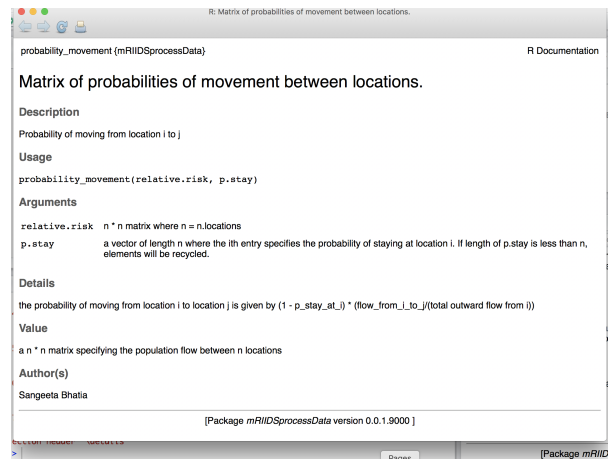 R: Matrix of probabilities of movement between locations.
probability_movement {mRIIDSprocessData} R Documentation
Matrix of probabilities of movement between locations.
Description
Probability of moving from location i to j
Usage
probability_movement(relative.risk, p.stay)
Arguments
relative.risk n * n matrix where n = n.locations
p.stay a vector of length n where the ith entry specifies the probability of staying at location i. If length of p.stay is less than n,
elements will be recycled.
Details
the probability of moving from location i to location j is given by (1 - p_stay_at_i) * (flow_from_i_to_j/(total outward flow from i))
Value
a n * n matrix specifying the population flow between n locations
Author(s)
Sangeeta Bhatia
[Package mRIIDSprocessData version 0.0.1.9000 ]
>
Pages
[Package mRIID